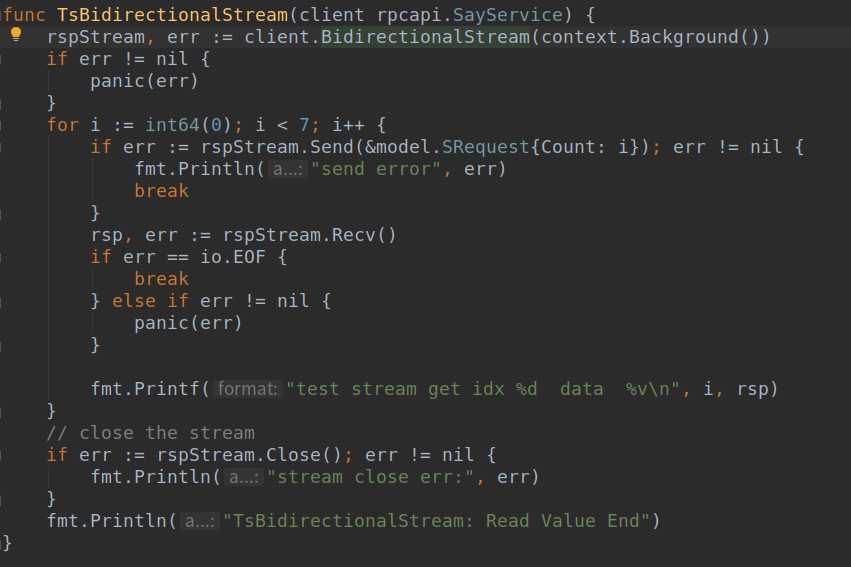 func TsBidirectionalStream(client rpcapi.SayService) {
    rspStream, err := client.BidirectionalStream(context.Background())
    if err != nil {
        panic(err)
    }
    for i := int64(0); i < 7; i++ {
        if err := rspStream.Send(&model.SRequest{Count: i}); err != nil {
            fmt.Println( a...: "send error", err)
            break
        }
        rsp, err := rspStream.Recv()
        if err == io.EOF {
            break
        } else if err != nil {
            panic(err)
        }

        fmt.Printf( format: "test stream get idx %d  data  %v\n", i, rsp)
    }
    // close the stream
    if err := rspStream.Close(); err != nil {
        fmt.Println( a...: "stream close err:", err)
    }
    fmt.Println( a...: "TsBidirectionalStream: Read Value End")
}